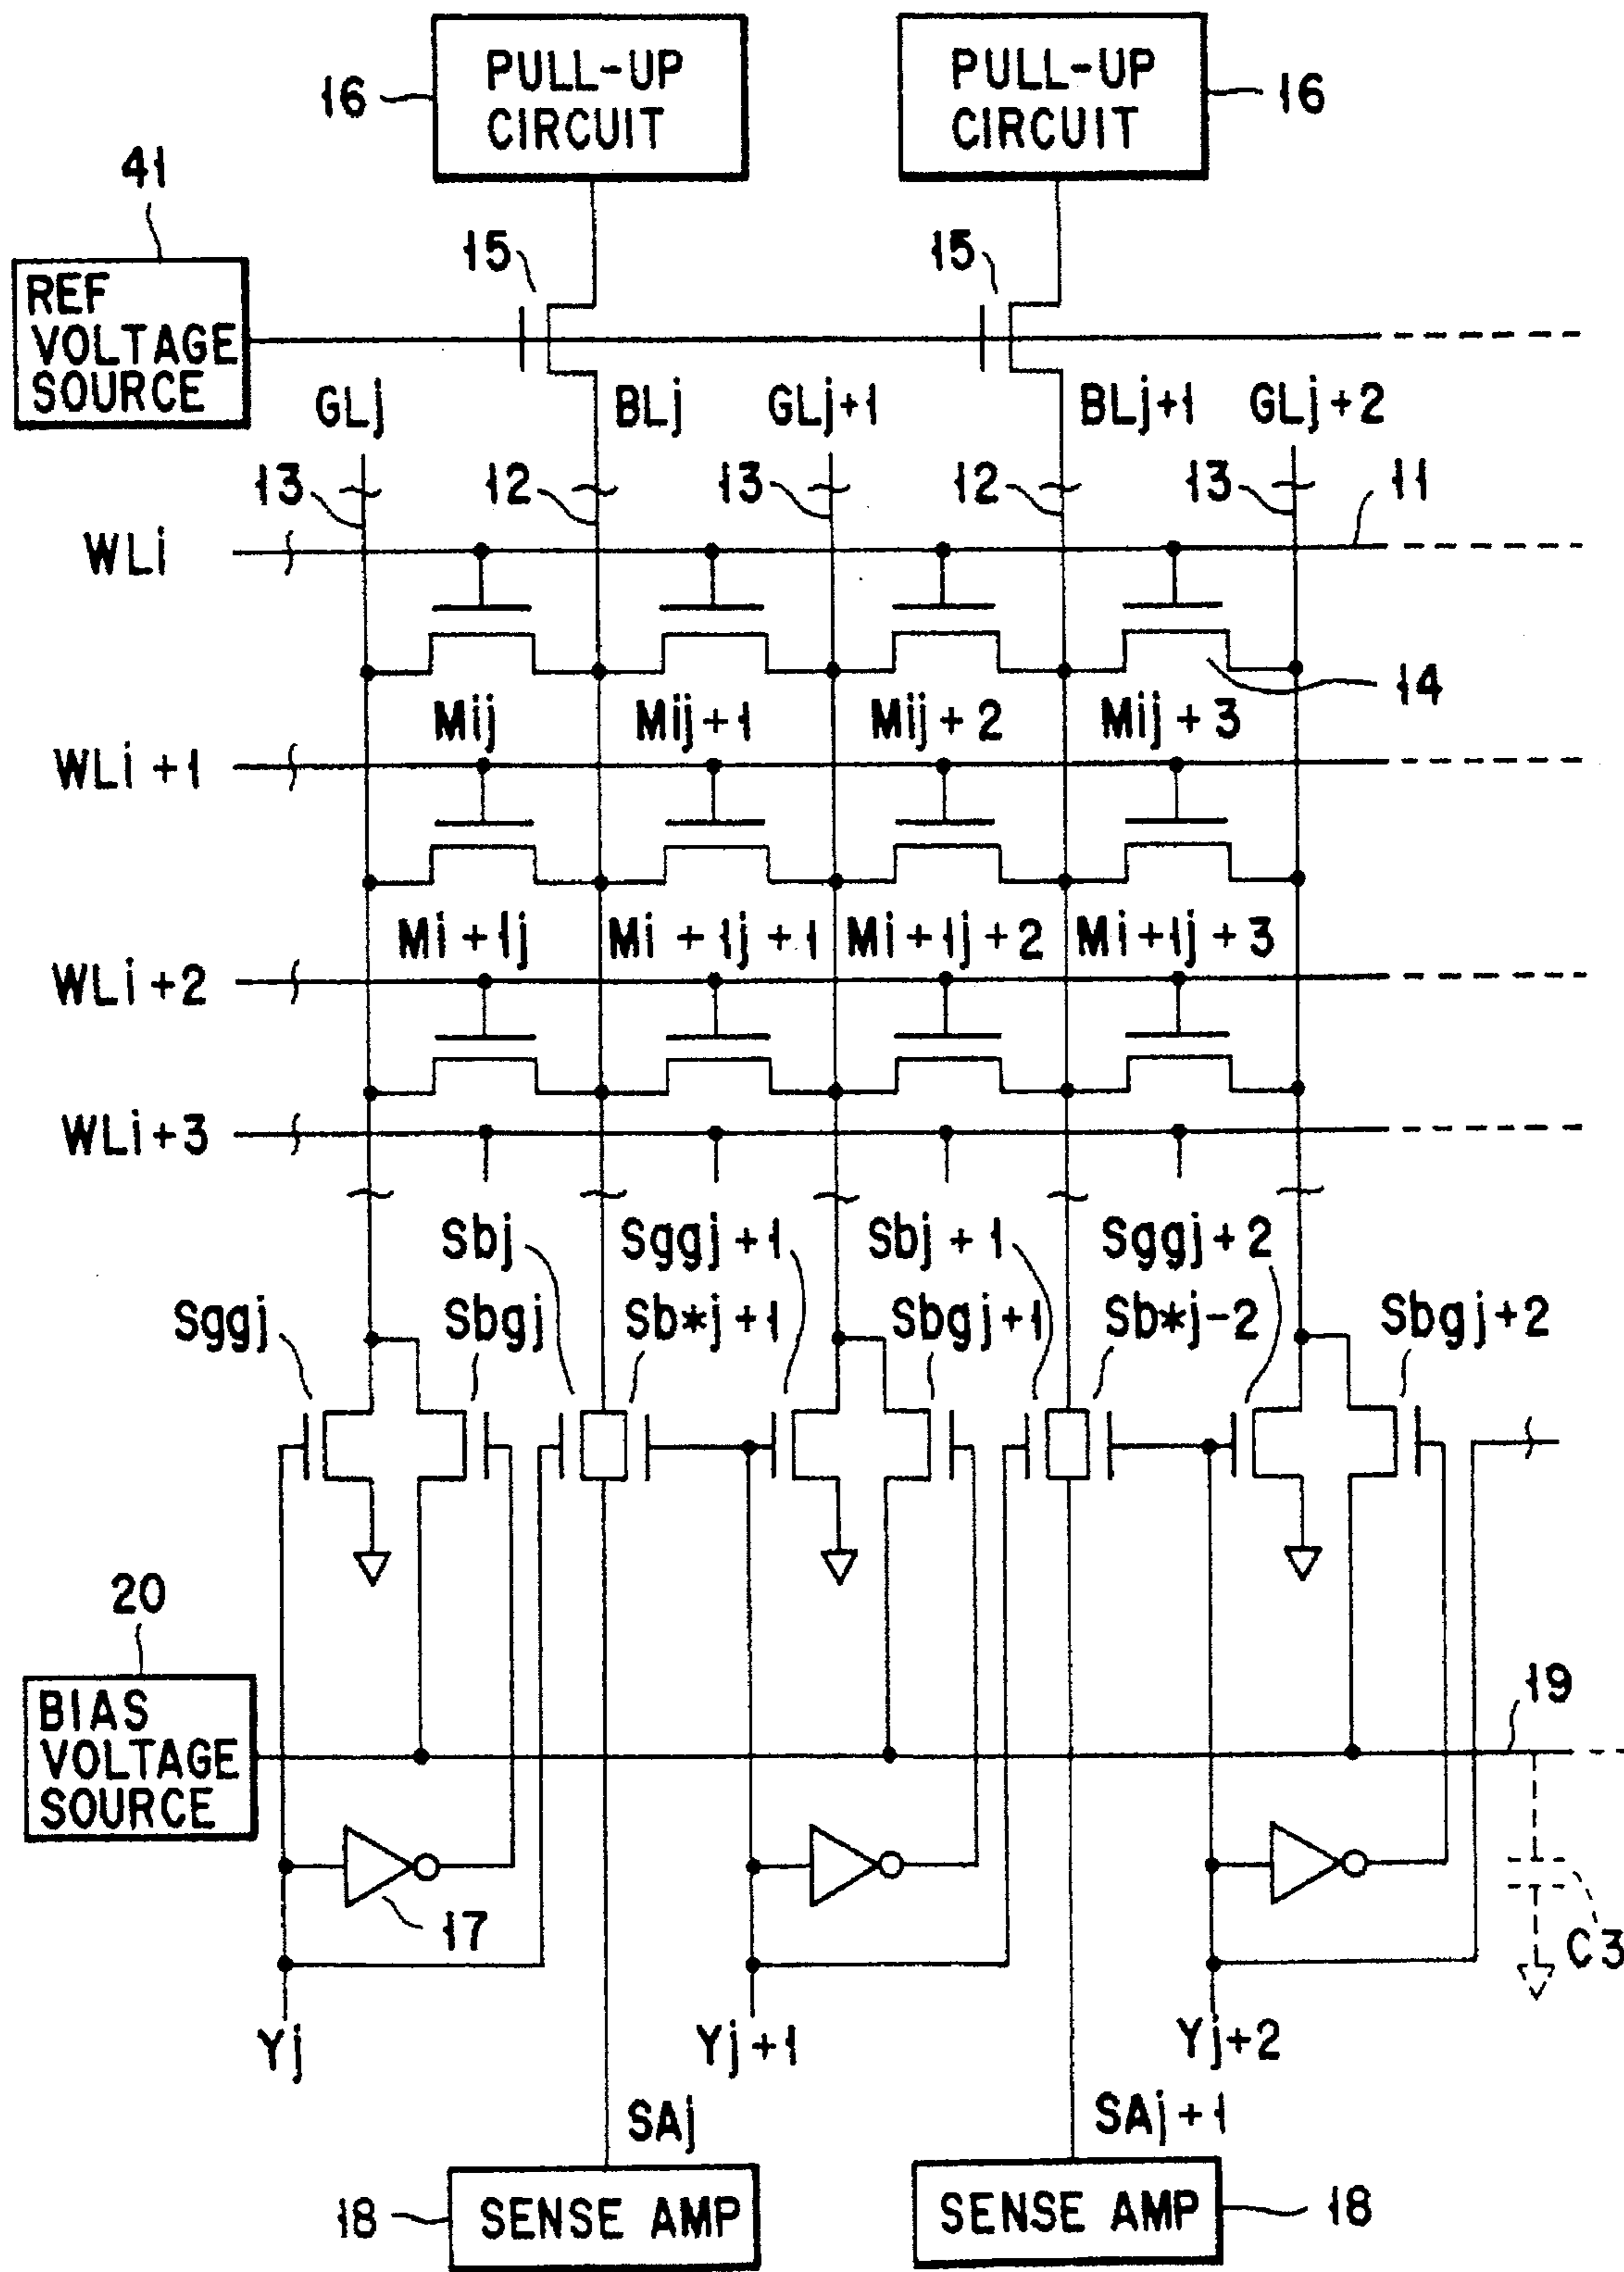 PULL-UP
CIRCUIT
16
PULL-UP
CIRCUIT
16
41
REF
VOLTAGE
SOURCE
15
15
GLj
BLj
GLj+1
BLj+1
GLj+2
13
12
13
12
13
11
WLi
14
Mij
Mij+1
Mij+2
Mij+3
WLi+1
Mi+1j
Mi+1j+1
Mi+1j+2
Mi+1j+3
WLi+2
WLi+3
Sbj
Sggj+1
Sbj+1
Sggj+2
Sggj
Sbgj
Sb*j+1
Sbgj+1
Sb*j-2
Sbgj+2
20
BIAS
VOLTAGE
SOURCE
19
17
C3
Yj
Yj+1
Yj+2
SAj
SAj+1
18
SENSE AMP
SENSE AMP
18